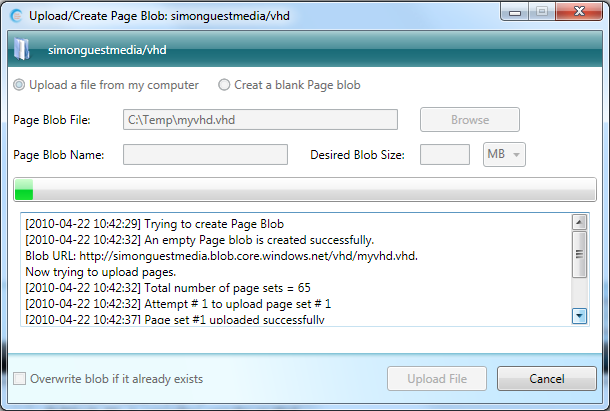 Upload/Create Page Blob: simonguestmedia/vhd
simonguestmedia/vhd
Upload a file from my computer Creat a blank Page blob
Page Blob File: C:\Temp\myvhd.vhd Browse
Page Blob Name: Desired Blob Size: MB
[2010-04-22 10:42:29] Trying to create Page Blob
[2010-04-22 10:42:32] An empty Page blob is created successfully.
Blob URL: http://simonguestmedia.blob.core.windows.net/vhd/myvhd.vhd.
Now trying to upload pages.
[2010-04-22 10:42:32] Total number of page sets = 65
[2010-04-22 10:42:32] Attempt # 1 to upload page set # 1
[2010-04-22 10:42:37] Page set #1 uploaded successfully
Overwrite blob if it already exists Upload File Cancel